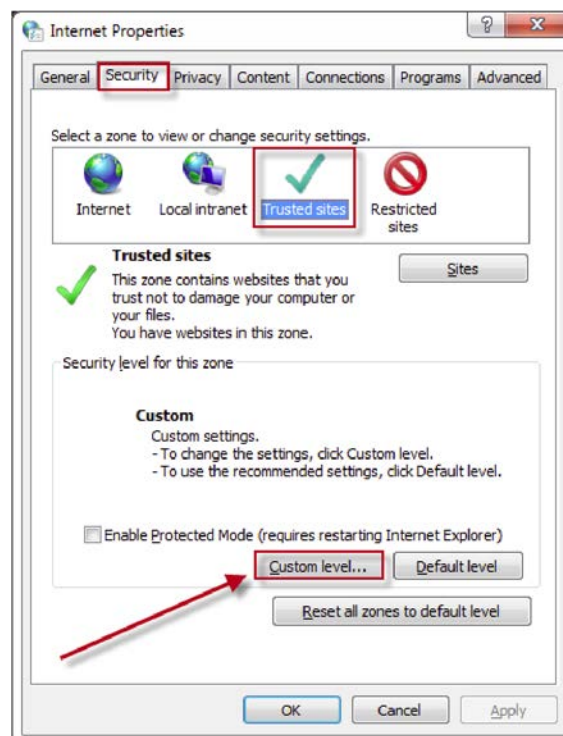 Internet Properties
General Security Privacy Content Connections Programs Advanced
Select a zone to view or change security settings.
Internet Local intranet Trusted sites Restricted
sites
Trusted sites
Sites
This zone contains websites that you
trust not to damage your computer or
your files.
You have websites in this zone.
Security level for this zone
Custom
Custom settings.
- To change the settings, click Custom level.
- To use the recommended settings, click Default level.
Enable Protected Mode (requires restarting Internet Explorer)
Custom level... Default level
Reset all zones to default level
OK Cancel Apply